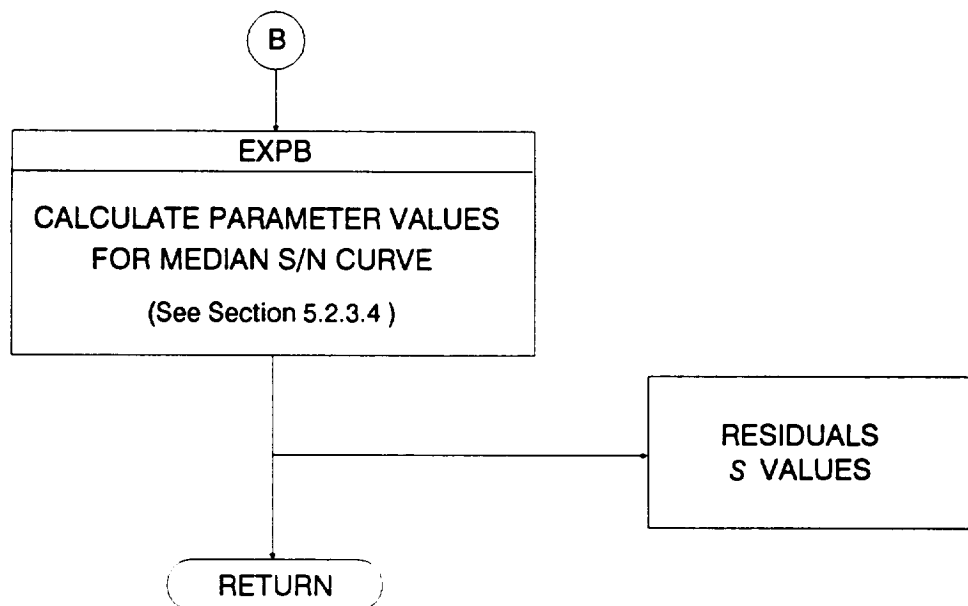 B
EXPB
CALCULATE PARAMETER VALUES
FOR MEDIAN S/N CURVE
(See Section 5.2.3.4 )
RESIDUALS
S VALUES
RETURN